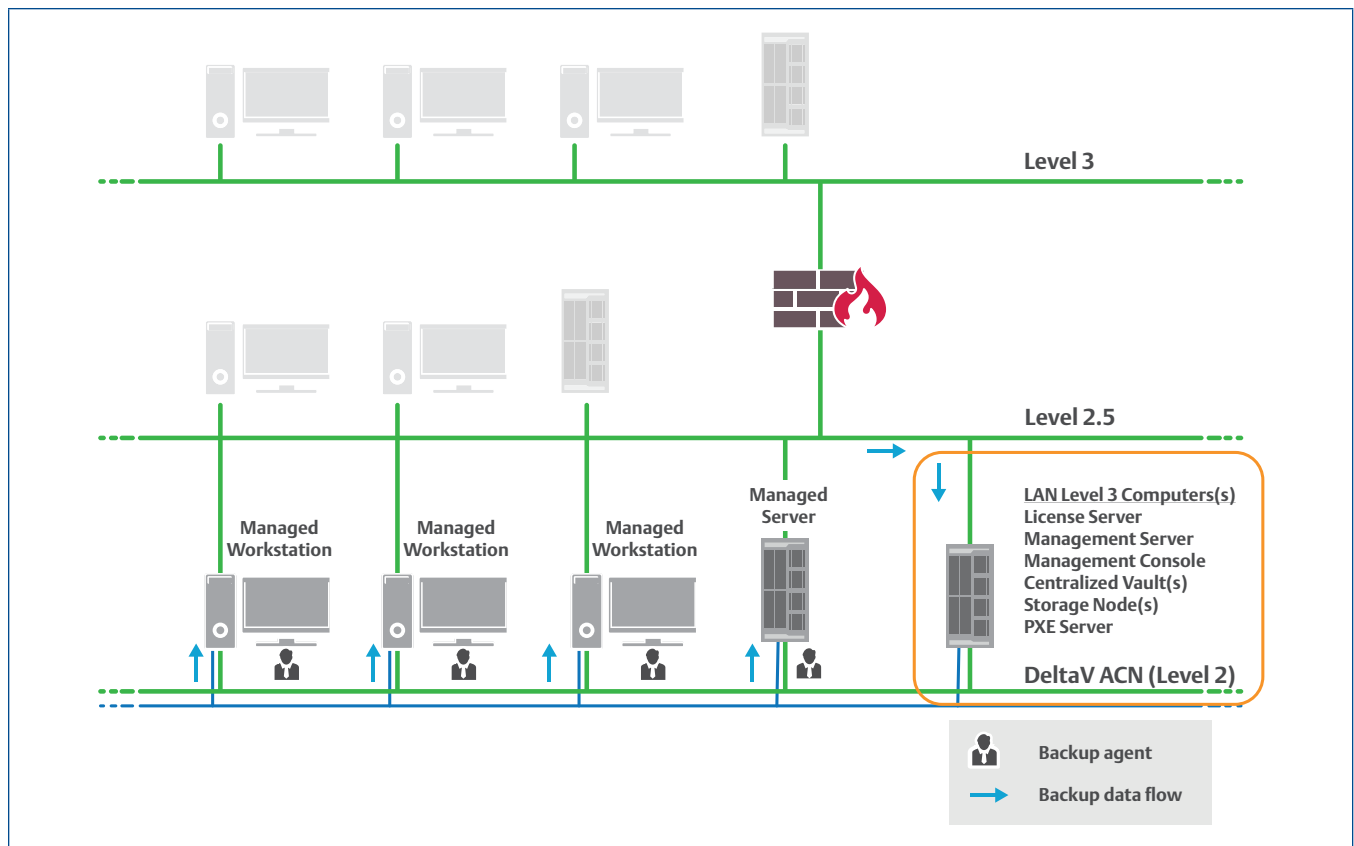 Level 3
Level 2.5
Managed
Server
LAN Level 3 Computers(s)
License Server
Management Server
Management Console
Centralized Vault(s)
Storage Node(s)
PXE Server
Managed
Workstation
Managed
Workstation
Managed
Workstation
DeltaV ACN (Level 2)
Backup agent
Backup data flow